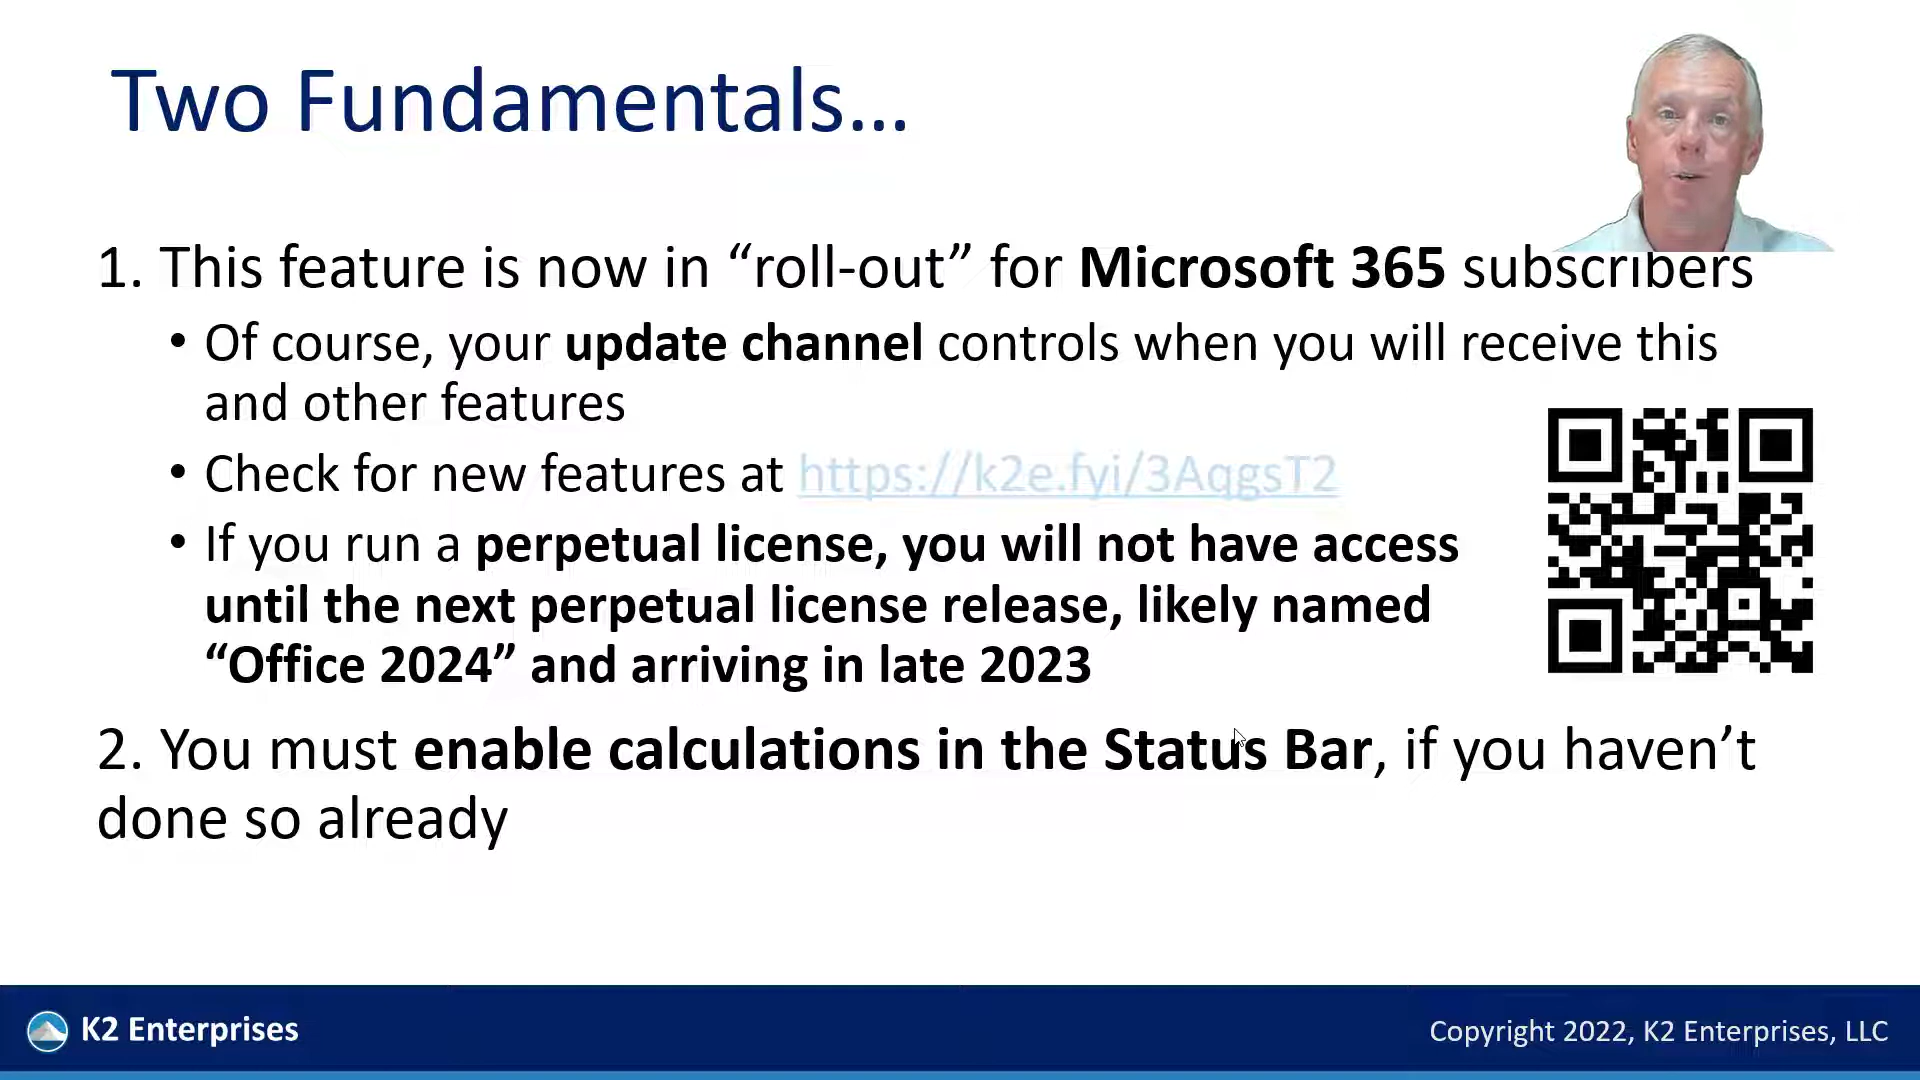 Two Fundamentals…
1. This feature is now in “roll-out” for Microsoft 365 subscribers
• Of course, your update channel controls when you will receive this
and other features
• Check for new features at https://k2e.fyi/3AqgsT2
• If you run a perpetual license, you will not have access
until the next perpetual license release, likely named
“Office 2024” and arriving in late 2023
2. You must enable calculations in the Status Bar, if you haven’t
done so already
K2 Enterprises
Copyright 2022, K2 Enterprises, LLC